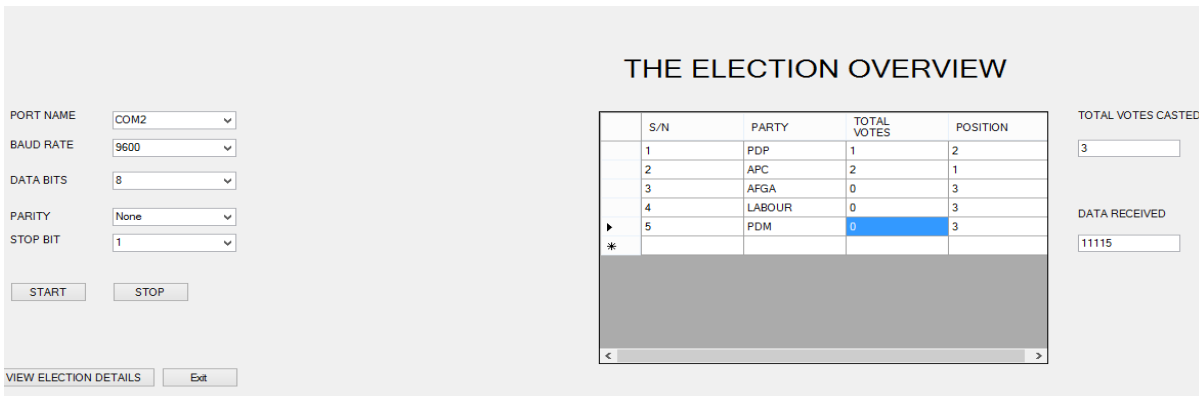 THE ELECTION OVERVIEW
PORT NAME COM2
BAUD RATE 9600
DATA BITS 8
PARITY None
STOP BIT 1
START STOP
VIEW ELECTION DETAILS Exit
S/N PARTY TOTAL VOTES POSITION
1 PDP 1 2
2 APC 2 1
3 AFGA 0 3
4 LABOUR 0 3
5 PDM 0 3
TOTAL VOTES CASTED
3
DATA RECEIVED
11115